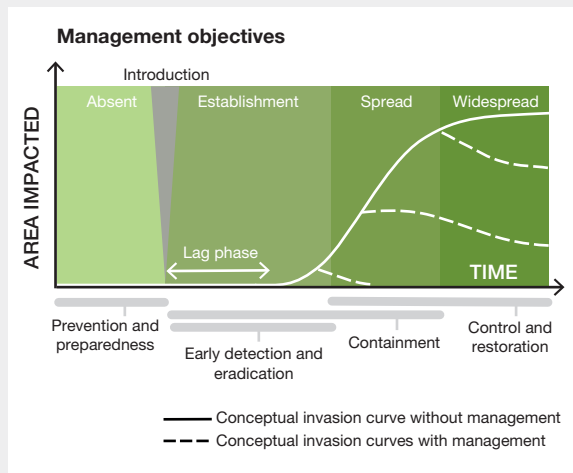 Management objectives
Introduction
Absent
Establishment
Spread
Widespread
AREA IMPACTED
Lag phase
TIME
Prevention and
preparedness
Early detection and
eradication
Containment
Control and
restoration
Conceptual invasion curve without management
Conceptual invasion curves with management